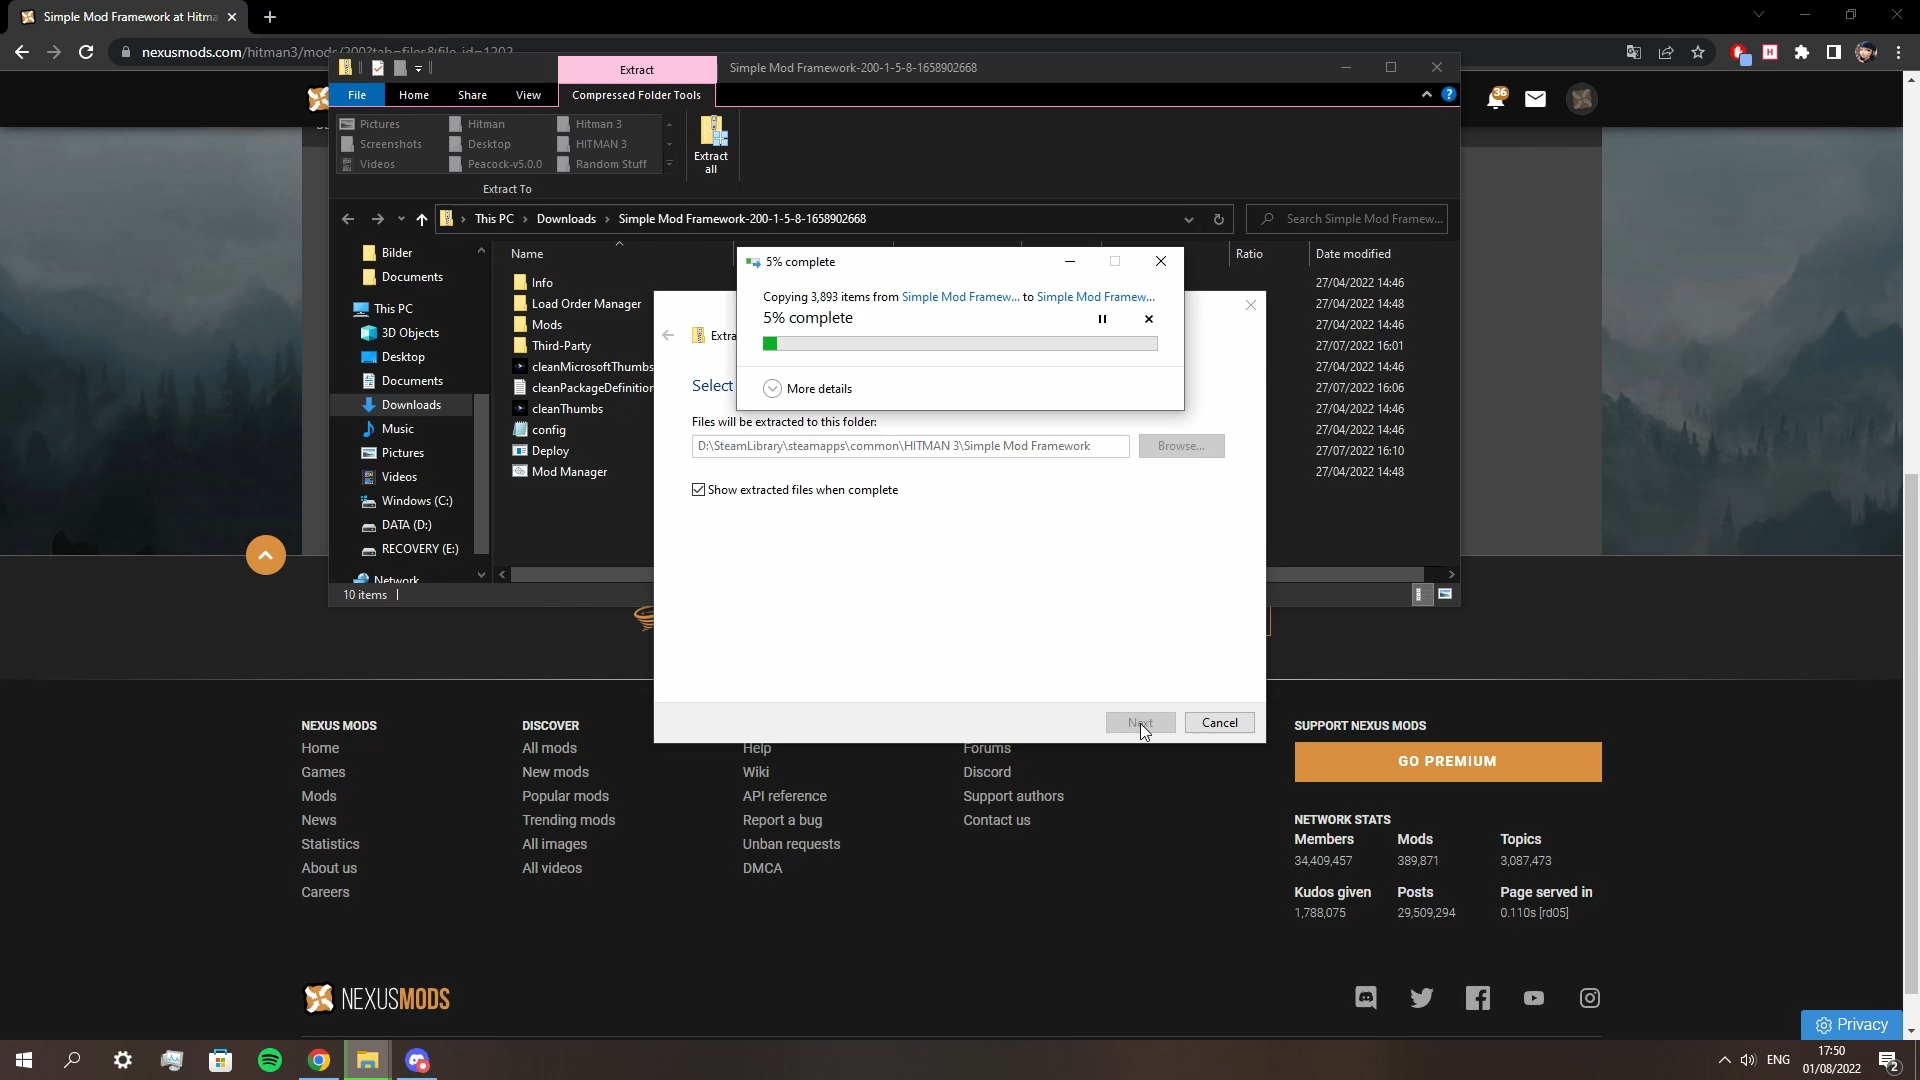 Simple Mod Framework at Hitma
nexusmods.com/hitman3/mods/200?tab=files&file_id=1202
Extract
Simple Mod Framework-200-1-5-8-1658902668
File
Home
Share
View
Compressed Folder Tools
36
Pictures
Hitman
Hitman 3
Screenshots
Desktop
HITMAN 3
Videos
Peacock-v5.0.0
Random Stuff
Extract
all
Extract To
This PC
Downloads
Simple Mod Framework-200-1-5-8-1658902668
Search Simple Mod Framew...
Bilder
Documents
This PC
3D Objects
Desktop
Documents
Downloads
Music
Pictures
Videos
Windows (C:)
DATA (D:)
RECOVERY (E:)
Network
10 items
Name
Ratio
Date modified
Info
27/04/2022 14:46
Load Order Manager
27/04/2022 14:48
Mods
27/04/2022 14:46
Third-Party
27/07/2022 16:01
cleanMicrosoftThumbs
27/04/2022 14:46
cleanPackageDefinition
27/07/2022 16:06
cleanThumbs
27/04/2022 14:46
config
27/04/2022 14:46
Deploy
27/07/2022 16:10
Mod Manager
27/04/2022 14:48
5% complete
Copying 3,893 items from Simple Mod Framew... to Simple Mod Framew...
5% complete
More details
Extra
Select
Files will be extracted to this folder:
D:\SteamLibrary\steamapps\common\HITMAN 3\Simple Mod Framework
Browse...
Show extracted files when complete
Next
Cancel
NEXUS MODS
Home
Games
Mods
News
Statistics
About us
Careers
DISCOVER
All mods
New mods
Popular mods
Trending mods
All images
All videos
Help
Wiki
API reference
Report a bug
Unban requests
DMCA
Forums
Discord
Support authors
Contact us
SUPPORT NEXUS MODS
GO PREMIUM
NETWORK STATS
Members
Mods
Topics
34,409,457
389,871
3,087,473
Kudos given
Posts
Page served in
1,788,075
29,509,294
0.110s [rd05]
NEXUSMODS
Privacy
ENG
17:50
01/08/2022
2